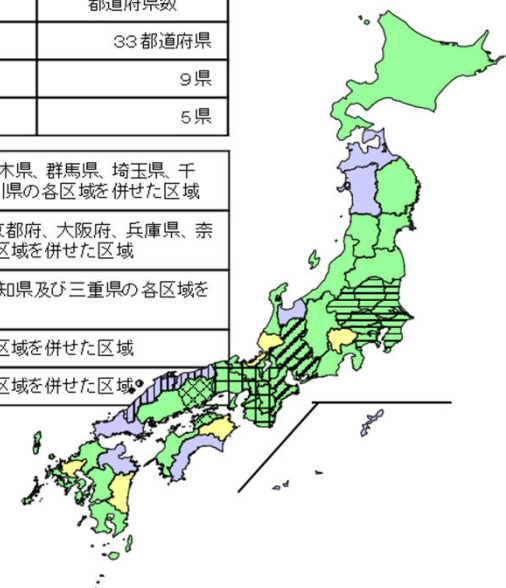 都道府県数
33都道府県
9県
5県
木県、群馬県、埼玉県、千
県の各区域を併せた区域
都府、大阪府、兵庫県、奈
区域を併せた区域
知県及び三重県の各区域を
区域を併せた区域
区域を併せた区域